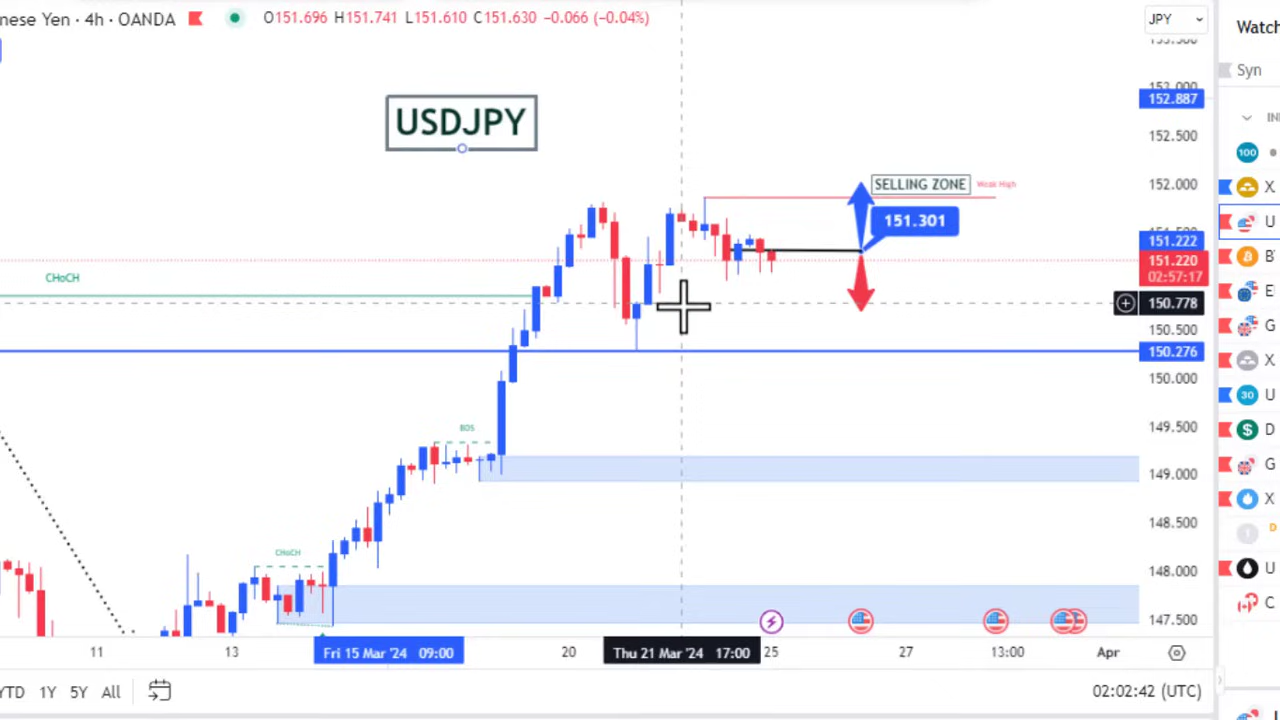 nese Yen · 4h · OANDA
O151.696 H151.741 L151.610 C151.630 −0.066 (−0.04%)
JPY
Watch
Syn
153.000
152.887
USDJPY
152.500
SELLING ZONE
Weak High
152.000
151.301
151.222
151.220
02:57:17
CHoCH
150.778
150.500
150.276
150.000
149.500
BOS
149.000
148.500
CHoCH
148.000
147.500
IN
100
X
U
B
E
G
X
30
U
D
G
X
D
U
C
11
13
Fri 15 Mar '24 09:00
20
Thu 21 Mar '24 17:00
25
27
13:00
Apr
YTD
1Y
5Y
All
02:02:42 (UTC)